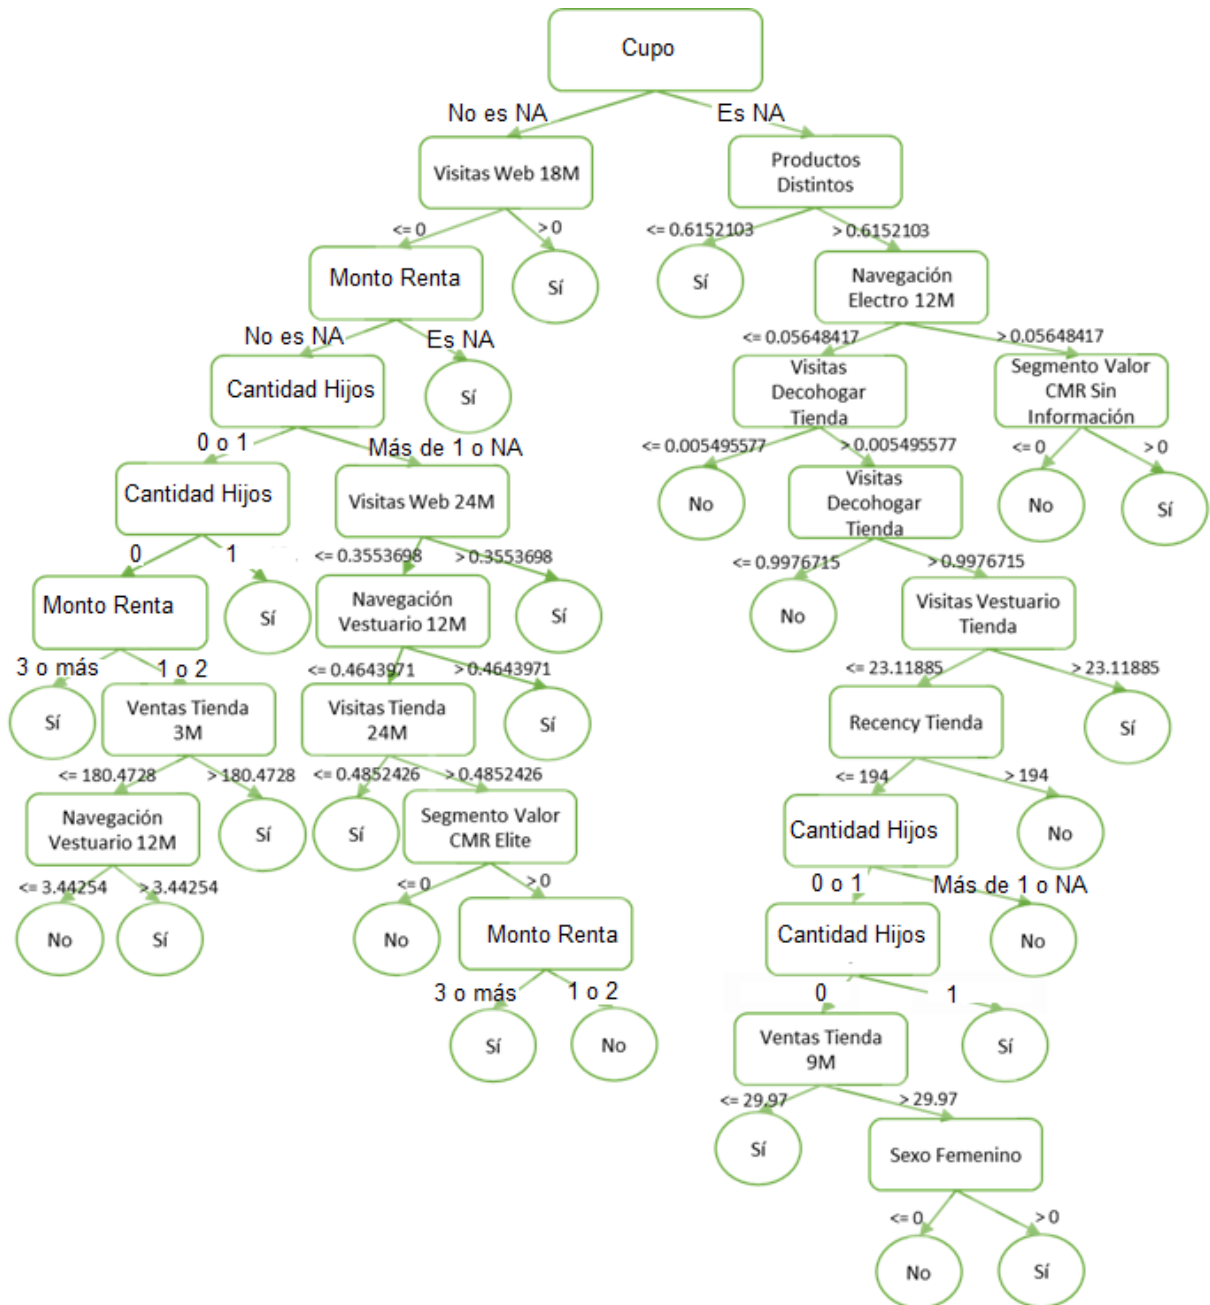 Cupo
No es NA
Es NA
Visitas Web 18M
Productos
Distintos
<= 0
> 0
<= 0.6152103
> 0.6152103
Monto Renta
Sí
Sí
Navegación
Electro 12M
No es NA
Es NA
<= 0.05648417
> 0.05648417
Cantidad Hijos
Sí
Visitas
Decohogar
Tienda
Segmento Valor
CMR Sin
Información
0 o 1
Más de 1 o NA
<= 0.005495577
> 0.005495577
<= 0
> 0
Cantidad Hijos
Visitas Web 24M
No
Visitas
Decohogar
Tienda
No
Sí
0
1
<= 0.3553698
> 0.3553698
<= 0.9976715
> 0.9976715
Monto Renta
Sí
Navegación
Vestuario 12M
Sí
No
Visitas Vestuario
Tienda
3 o más
1 o 2
<= 0.4643971
> 0.4643971
<= 23.11885
> 23.11885
Sí
Ventas Tienda
3M
Visitas Tienda
24M
Sí
Recency Tienda
Sí
<= 180.4728
> 180.4728
<= 0.4852426
> 0.4852426
<= 194
> 194
Navegación
Vestuario 12M
Sí
Sí
Segmento Valor
CMR Elite
Cantidad Hijos
No
<= 3.44254
> 3.44254
<= 0
> 0
0 o 1
Más de 1 o NA
No
Sí
No
Monto Renta
Cantidad Hijos
No
3 o más
1 o 2
0
1
Sí
No
Ventas Tienda
9M
Sí
<= 29.97
> 29.97
Sí
Sexo Femenino
<= 0
> 0
No
Sí